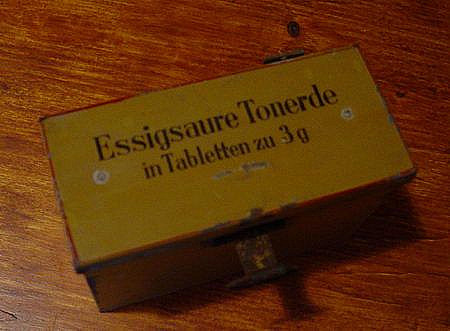 Essigsaure Tonerde
in Tabletten zu 3 g